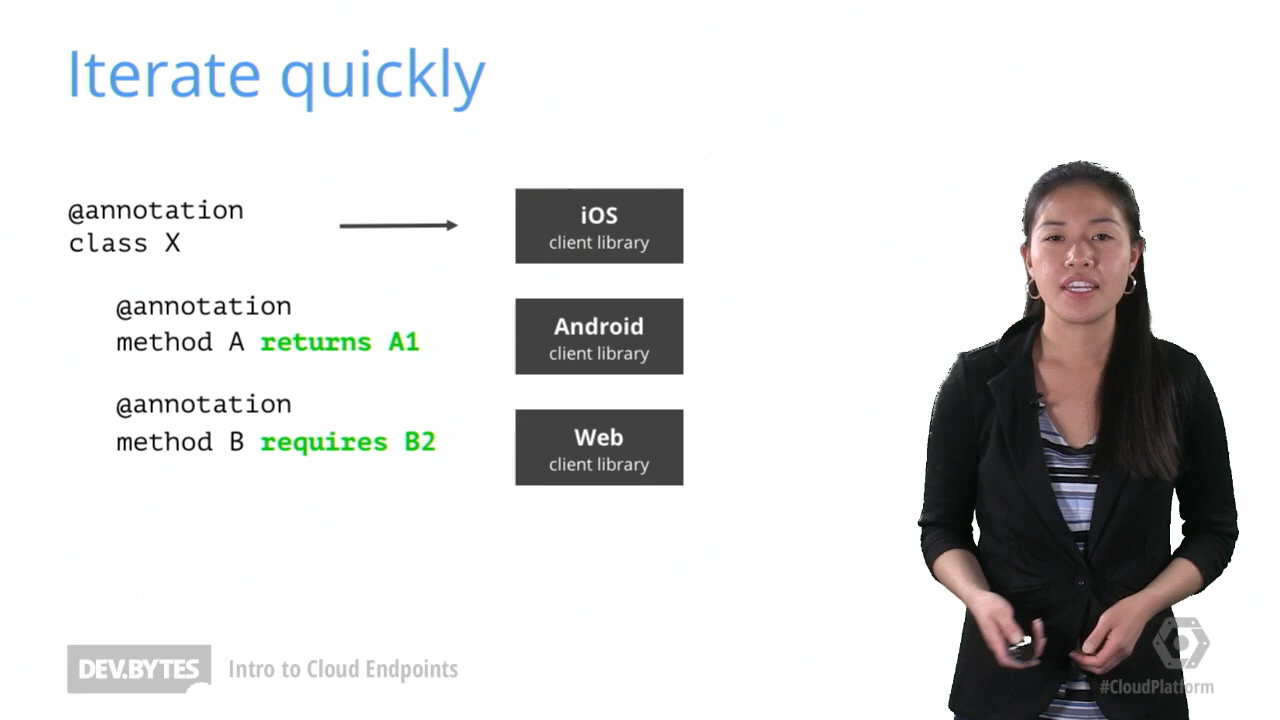 Iterate quickly
@annotation
class X
@annotation
method A returns A1
@annotation
method B requires B2
iOS
client library
Android
client library
Web
client library
DEV.BYTES Intro to Cloud Endpoints
#CloudPlatform